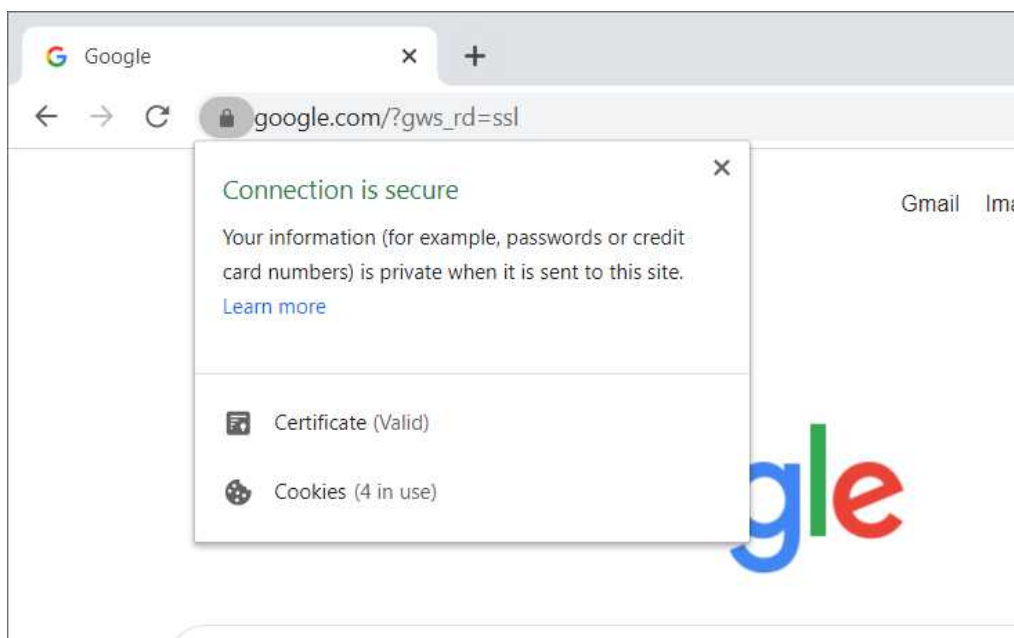 Google
google.com/?gws_rd=ssl
Gmail Ima
Connection is secure
Your information (for example, passwords or credit
card numbers) is private when it is sent to this site.
Learn more
Certificate (Valid)
Cookies (4 in use)
gle